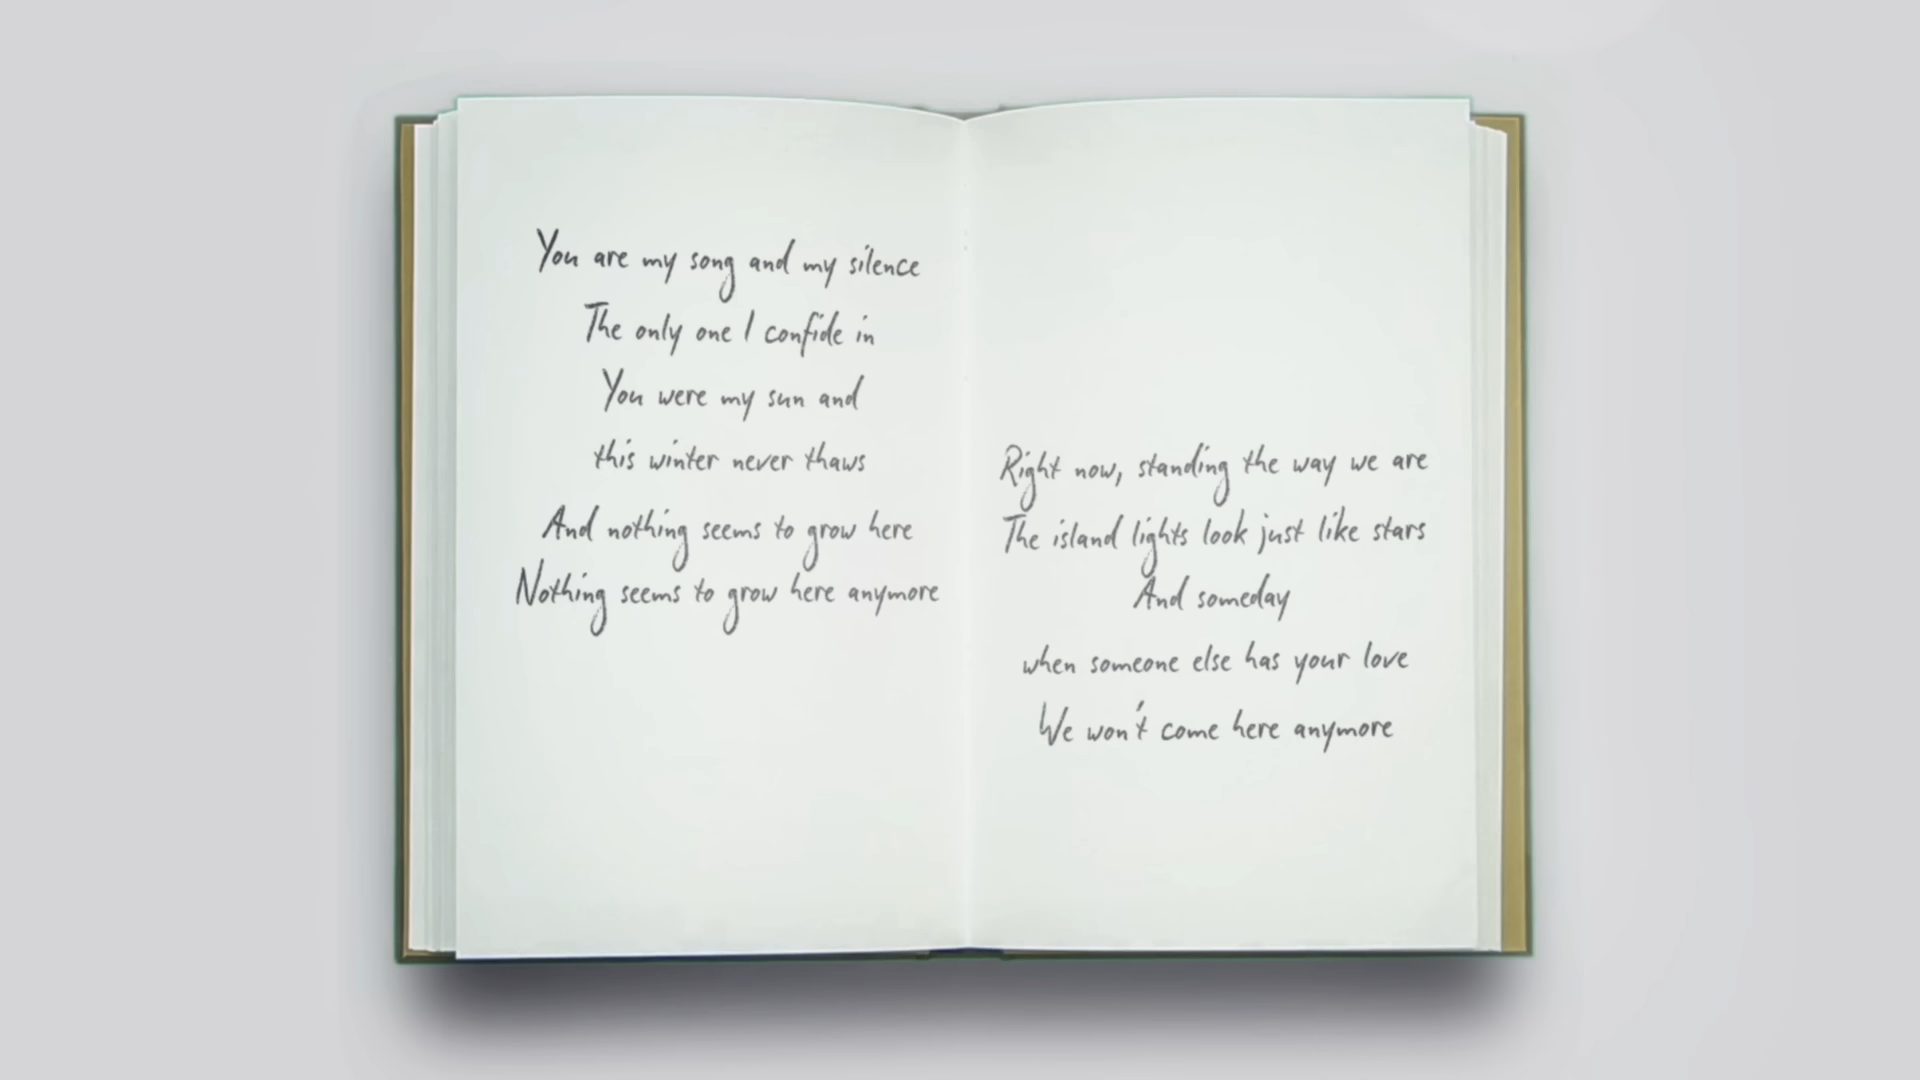 You are my song and my silence
The only one I confide in
You were my sun and
this winter never thaws
And nothing seems to grow here
Nothing seems to grow here anymore
Right now, standing the way we are
The island lights look just like stars
And someday
when someone else has your love
We won't come here anymore